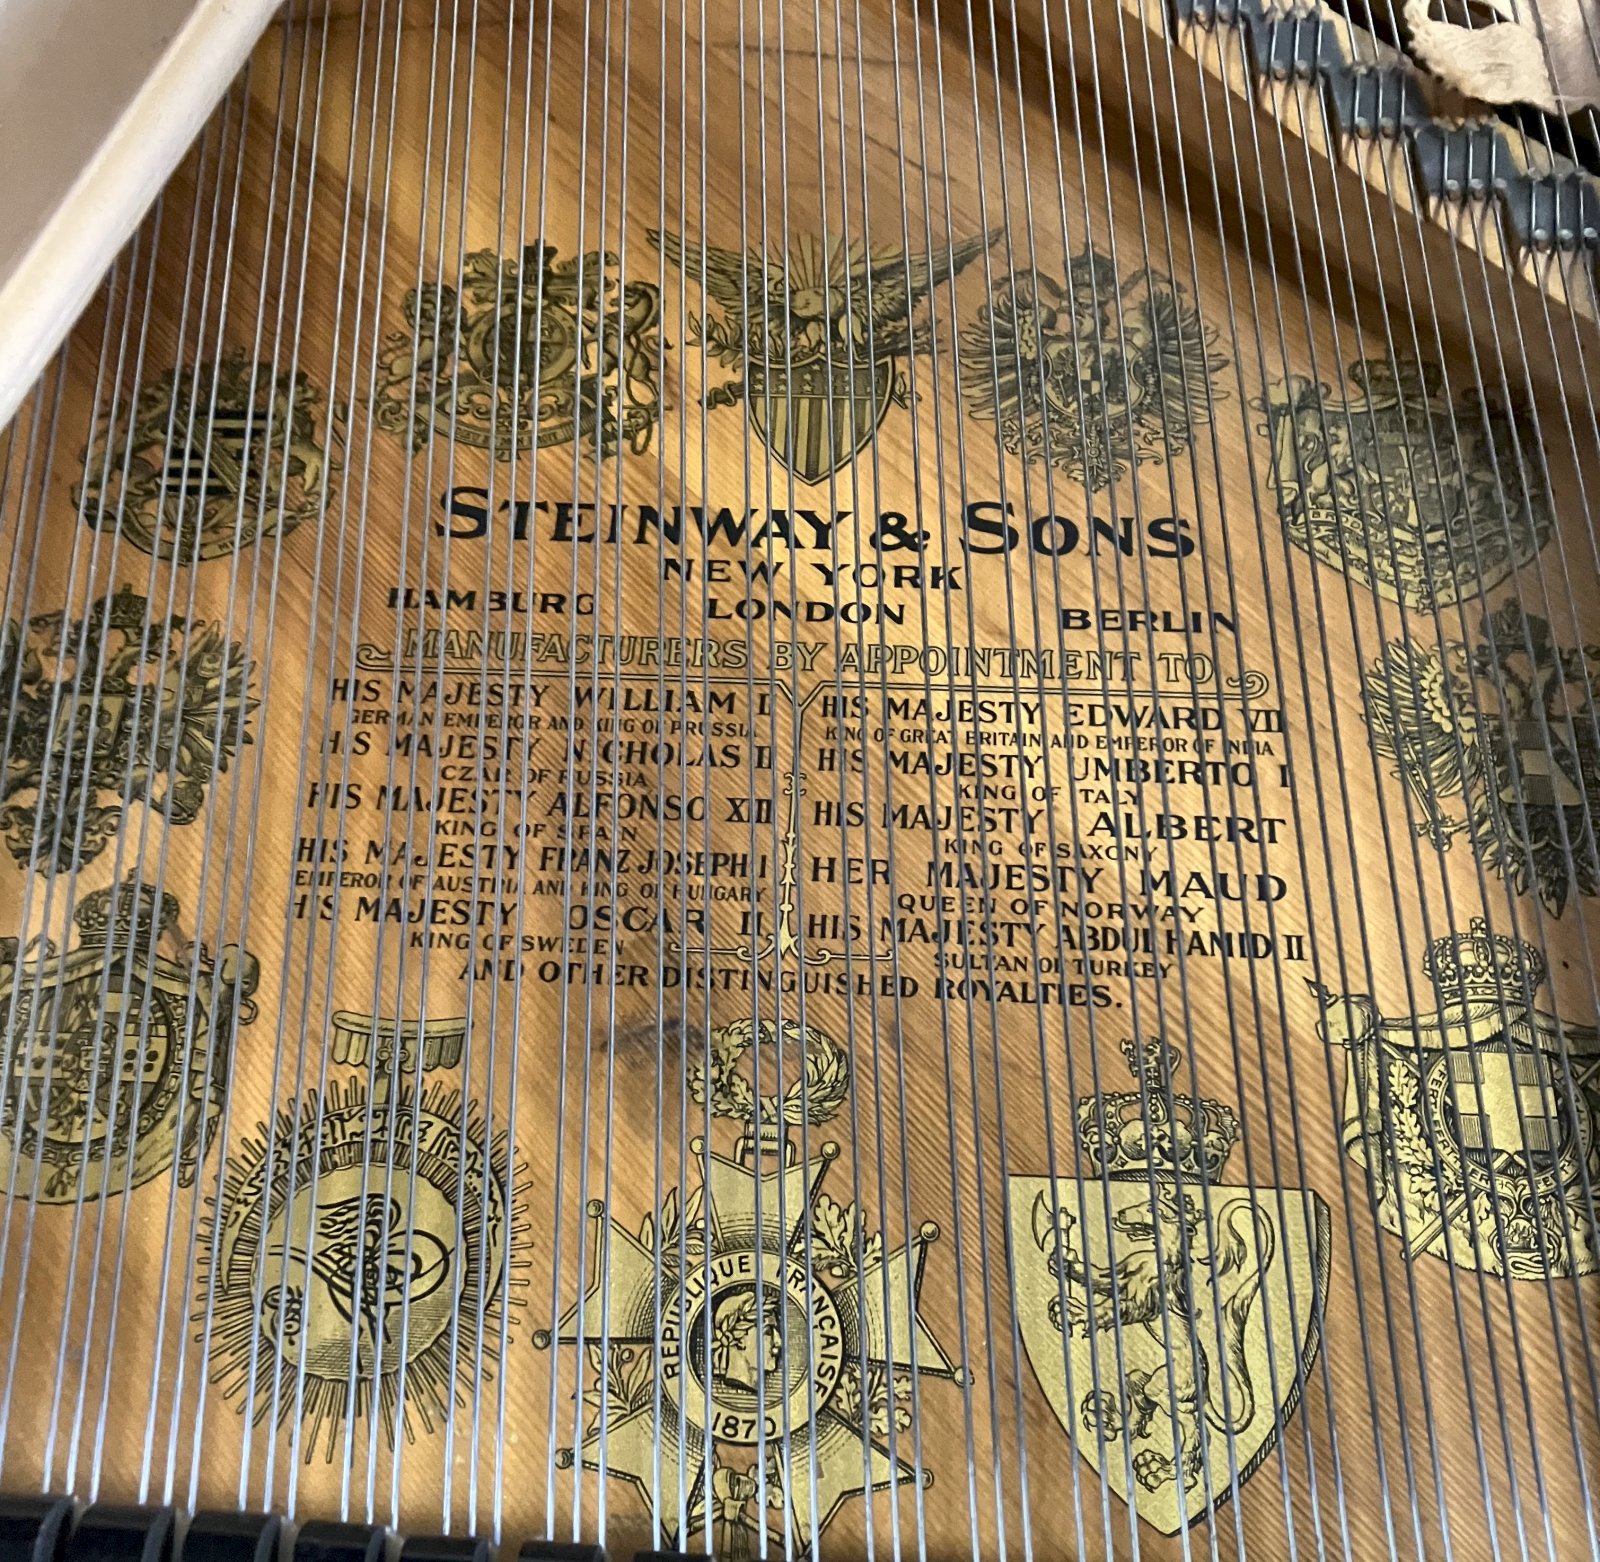 STEINWAY & SONS
NEW YORK
HAMBURG LONDON BERLIN
MANUFACTURERS BY APPOINTMENT TO
HIS MAJESTY WILLIAM II
GERMAN EMPEROR AND KING OF PRUSSIA
HIS MAJESTY NICHOLAS II
CZAR OF RUSSIA
HIS MAJESTY ALFONSO XIII
KING OF SPAIN
HIS MAJESTY FRANZ JOSEPH I
EMPEROR OF AUSTRIA AND KING OF HUNGARY
HIS MAJESTY OSCAR II
KING OF SWEDEN
HIS MAJESTY EDWARD VII
KING OF GREAT BRITAIN AND EMPEROR OF INDIA
HIS MAJESTY UMBERTO I
KING OF ITALY
HIS MAJESTY ALBERT
KING OF SAXONY
HER MAJESTY MAUD
QUEEN OF NORWAY
HIS MAJESTY ABDUL HAMID II
SULTAN OF TURKEY
AND OTHER DISTINGUISHED ROYALTIES.
REPUBLIQUE FRANÇAISE
1870